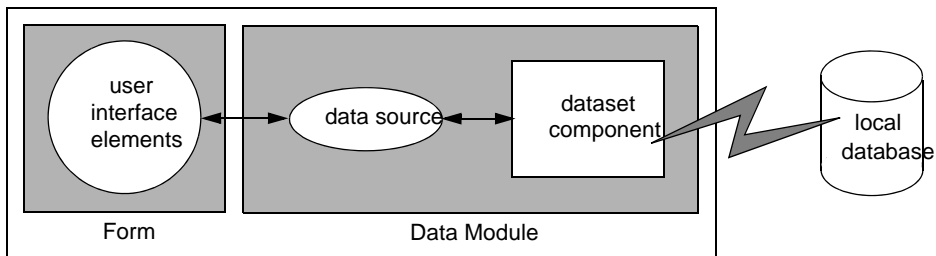 user
interface
elements
data source
dataset
component
local
database
Form
Data Module